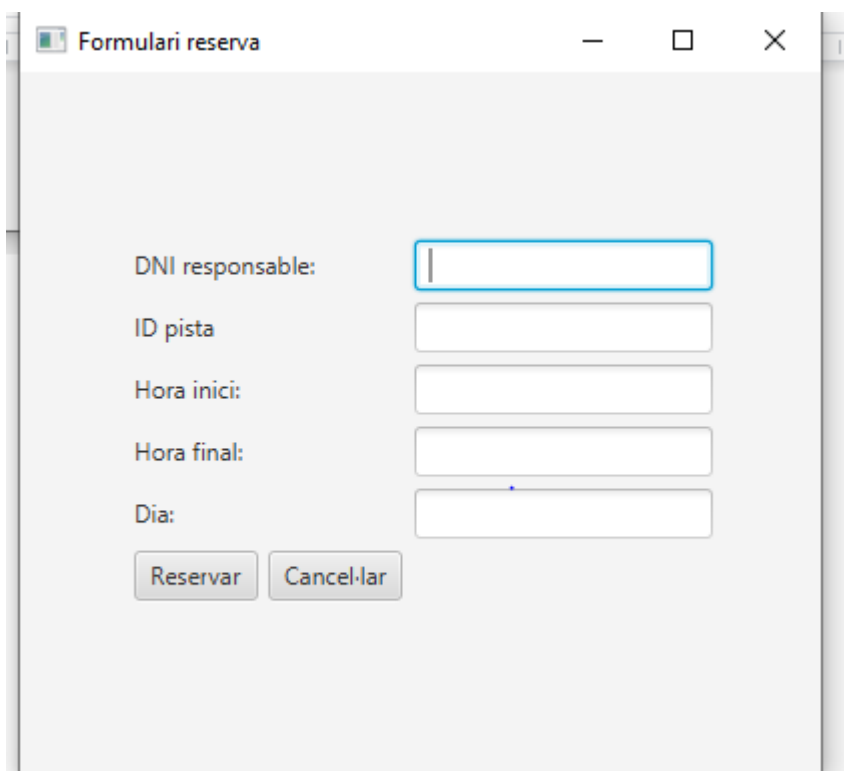 Formulari reserva
DNI responsable:
ID pista
Hora inici:
Hora final:
Dia:
Reservar Cancel·lar